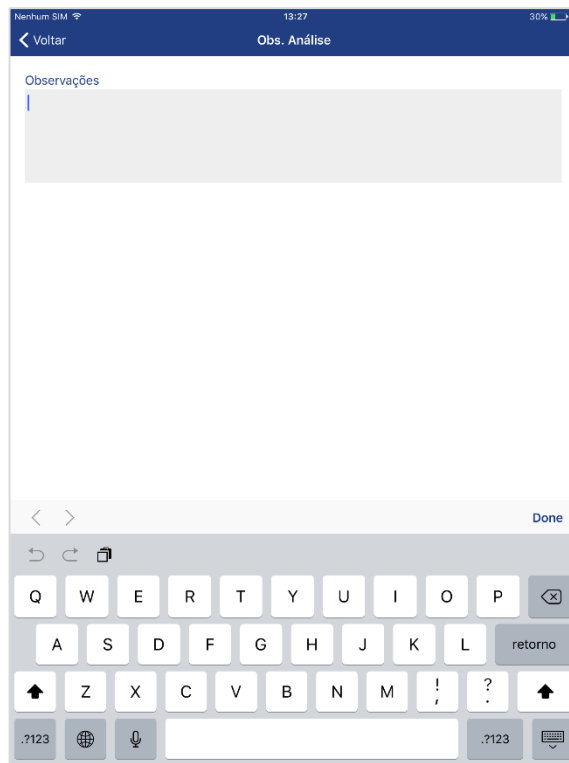 Nenhum SIM 13:27 30%
Voltar Obs. Análise
Observações
Done
Q W E R T Y U I O P
A S D F G H J K L retorno
Z X C V B N M ! , ? .
.?123 .?123